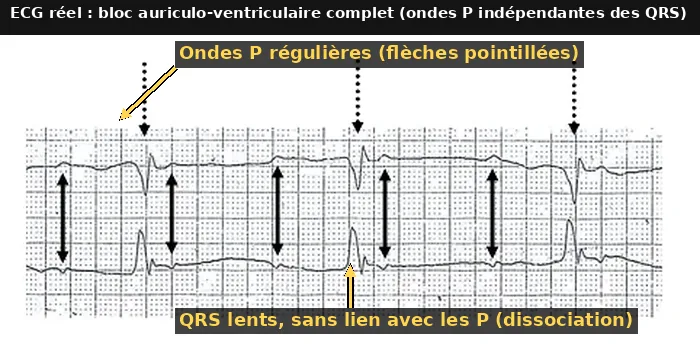 ECG réel : bloc auriculo-ventriculaire complet (ondes P indépendantes des QRS)
Ondes P régulières (flèches pointillées)
QRS lents, sans lien avec les P (dissociation)